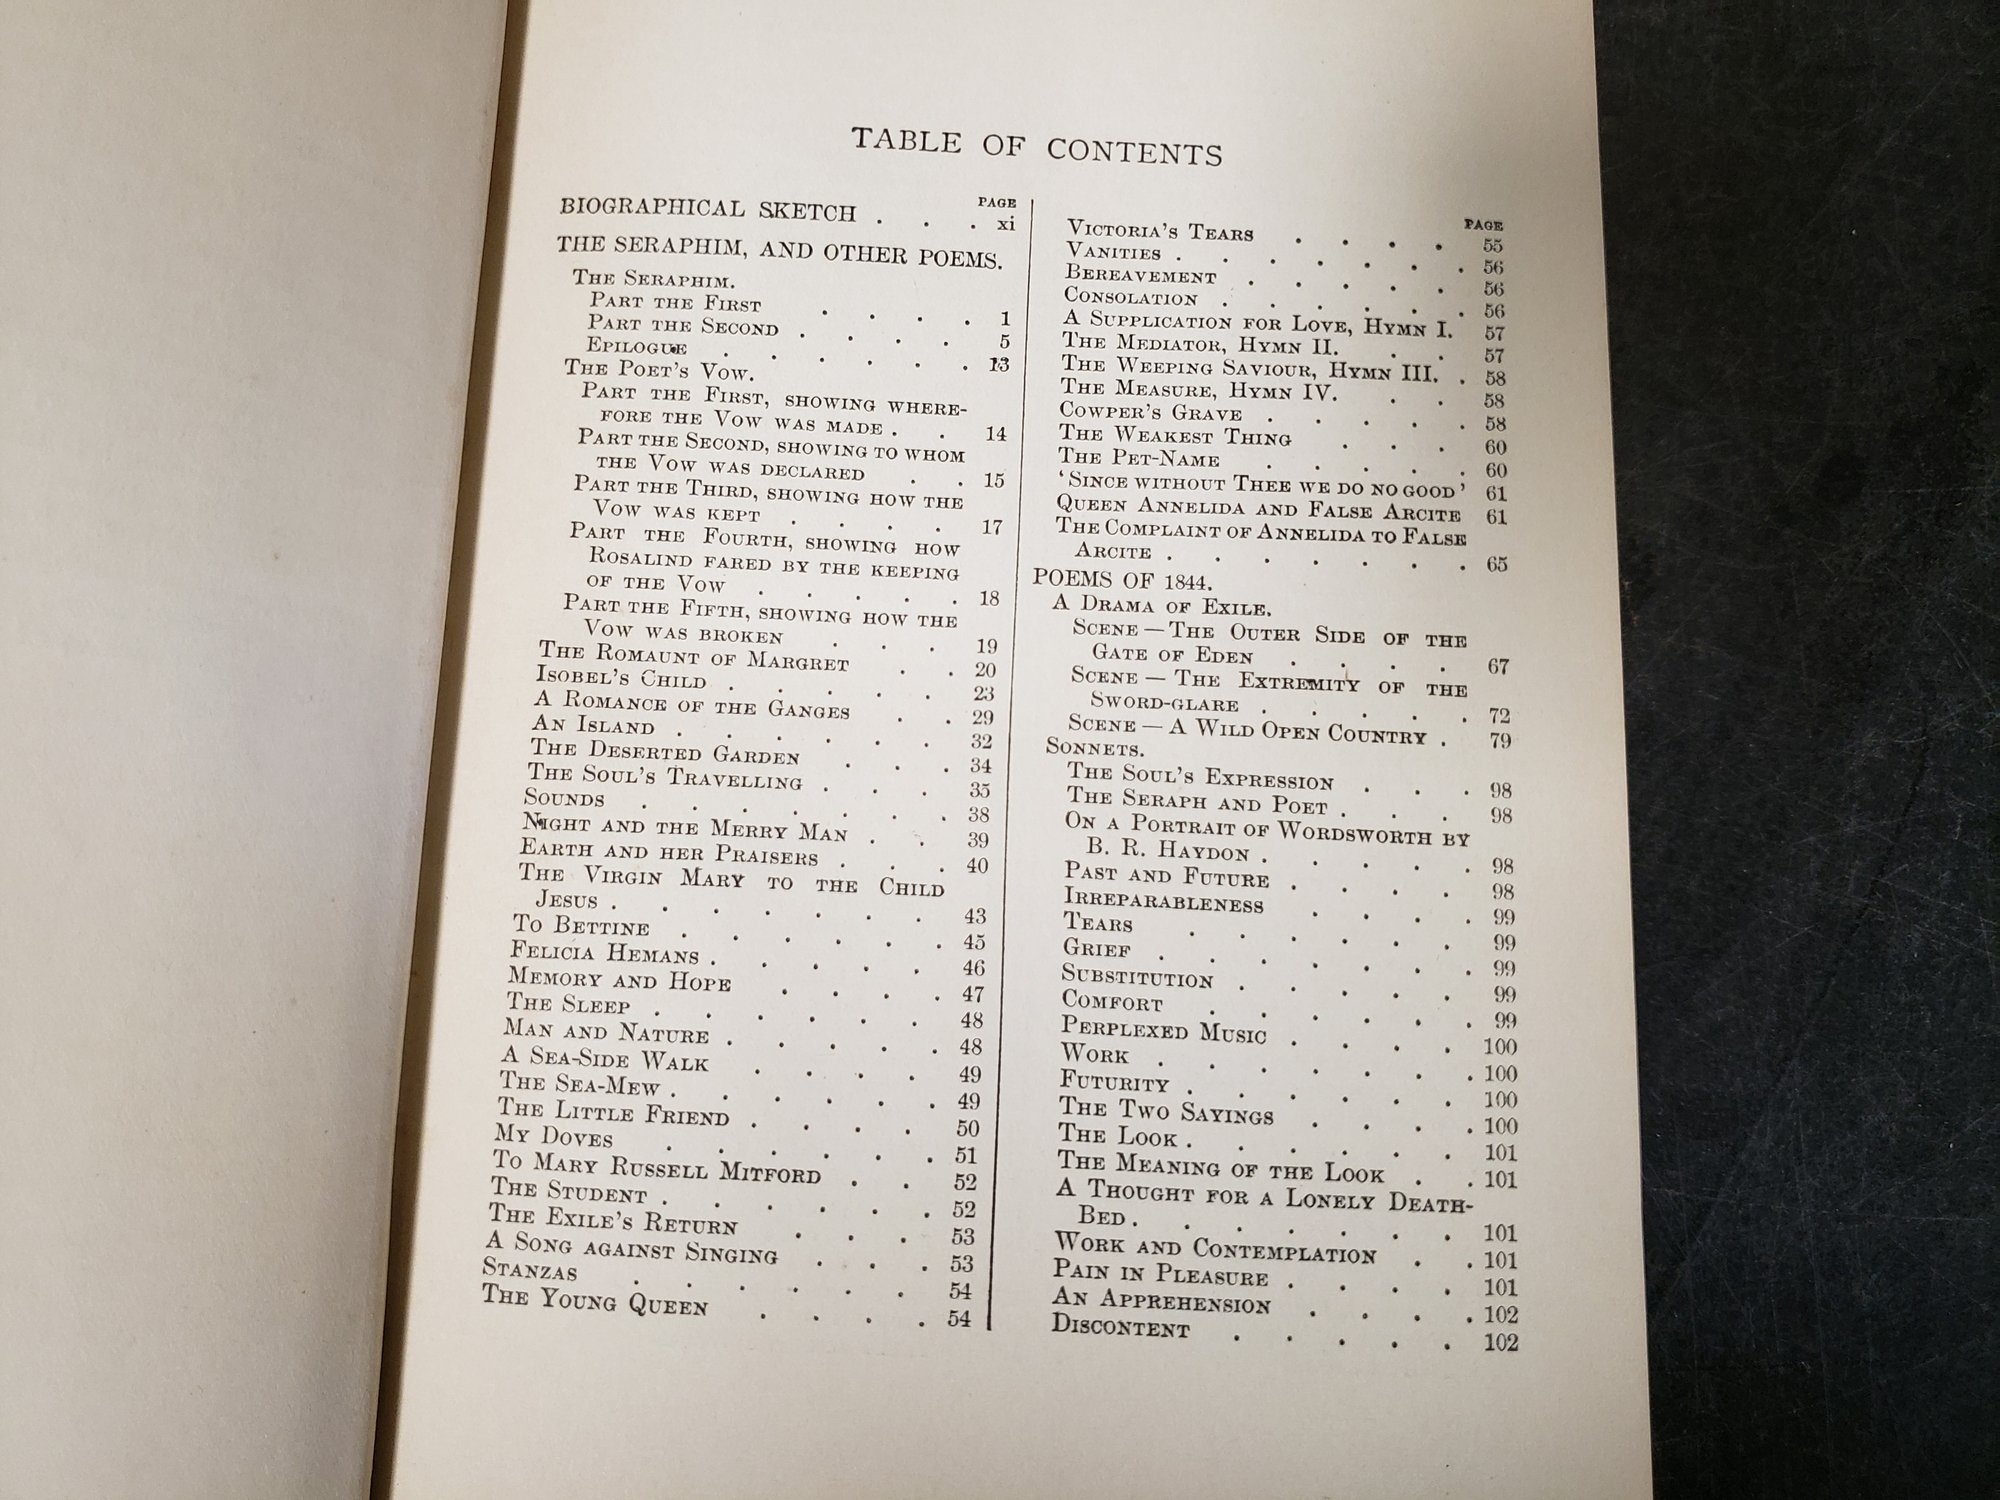 TABLE OF CONTENTS
PAGE
BIOGRAPHICAL SKETCH . . . xi
THE SERAPHIM, AND OTHER POEMS.
The Seraphim.
Part the First . . . . 1
Part the Second . . . . 5
Epilogue . . . . . . 13
The Poet's Vow.
Part the First, showing where-
fore the Vow was made . . 14
Part the Second, showing to whom
the Vow was declared . . 15
Part the Third, showing how the
Vow was kept . . . . 17
Part the Fourth, showing how
Rosalind fared by the keeping
of the Vow . . . . . 18
Part the Fifth, showing how the
Vow was broken . . . 19
The Romaunt of Margret . . 20
Isobel's Child . . . . . 23
A Romance of the Ganges . . 29
An Island . . . . . . 32
The Deserted Garden . . . 34
The Soul's Travelling . . . 35
Sounds . . . . . . . 38
Night and the Merry Man . . 39
Earth and her Praisers . . . 40
The Virgin Mary to the Child
Jesus . . . . . . . 43
To Bettine . . . . . . 45
Felicia Hemans . . . . . 46
Memory and Hope . . . . 47
The Sleep . . . . . . 48
Man and Nature . . . . . 48
A Sea-Side Walk . . . . 49
The Sea-Mew . . . . . . 49
The Little Friend . . . . 50
My Doves . . . . . . 51
To Mary Russell Mitford . . 52
The Student . . . . . . 52
The Exile's Return . . . 53
A Song against Singing . . . 53
Stanzas . . . . . . 54
The Young Queen . . . . 54
PAGE
Victoria's Tears . . . . 55
Vanities . . . . . . . 56
Bereavement . . . . . 56
Consolation . . . . . . 56
A Supplication for Love, Hymn I. 57
The Mediator, Hymn II. . . 57
The Weeping Saviour, Hymn III. . 58
The Measure, Hymn IV. . . 58
Cowper's Grave . . . . . 58
The Weakest Thing . . . 60
The Pet-Name . . . . . 60
'Since without Thee we do no good' 61
Queen Annelida and False Arcite 61
The Complaint of Annelida to False
Arcite . . . . . . . 65
POEMS OF 1844.
A Drama of Exile.
Scene — The Outer Side of the
Gate of Eden . . . . 67
Scene — The Extremity of the
Sword-glare . . . . . 72
Scene — A Wild Open Country . 79
Sonnets.
The Soul's Expression . . . 98
The Seraph and Poet . . . 98
On a Portrait of Wordsworth by
B. R. Haydon . . . . . 98
Past and Future . . . . 98
Irreparableness . . . . 99
Tears . . . . . . 99
Grief . . . . . . . 99
Substitution . . . . . 99
Comfort . . . . . . 99
Perplexed Music . . . . 100
Work . . . . . . . 100
Futurity . . . . . . 100
The Two Sayings . . . . 100
The Look . . . . . . 101
The Meaning of the Look . . 101
A Thought for a Lonely Death-
Bed . . . . . . . 101
Work and Contemplation . . 101
Pain in Pleasure . . . . 101
An Apprehension . . . . 102
Discontent . . . . . 102